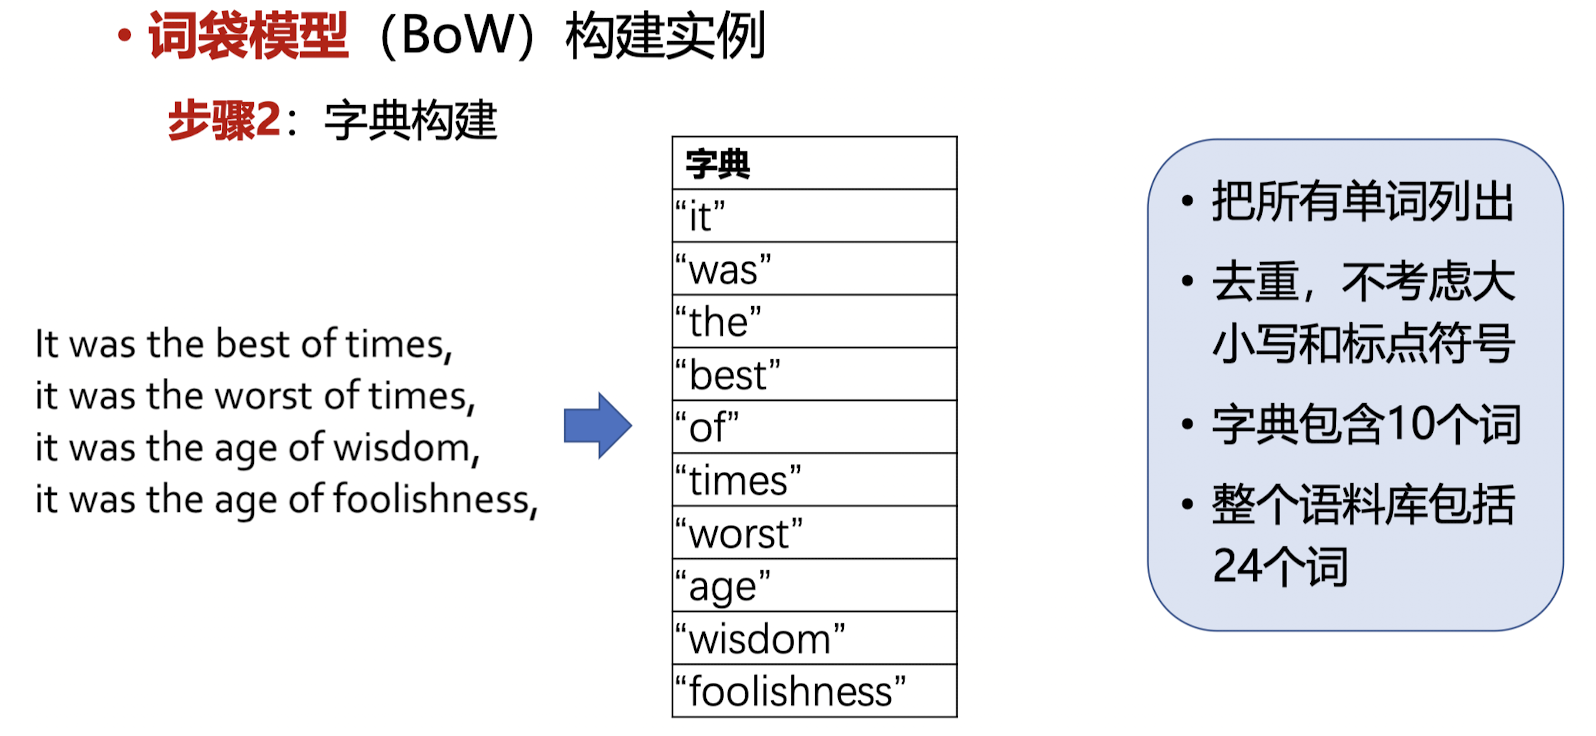 • 词袋模型（BoW）构建实例
步骤2：字典构建
It was the best of times,
it was the worst of times,
it was the age of wisdom,
it was the age of foolishness,
字典
“it”
“was”
“the”
“best”
“of”
“times”
“worst”
“age”
“wisdom”
“foolishness”
• 把所有单词列出
• 去重，不考虑大
小写和标点符号
• 字典包含10个词
• 整个语料库包括
24个词